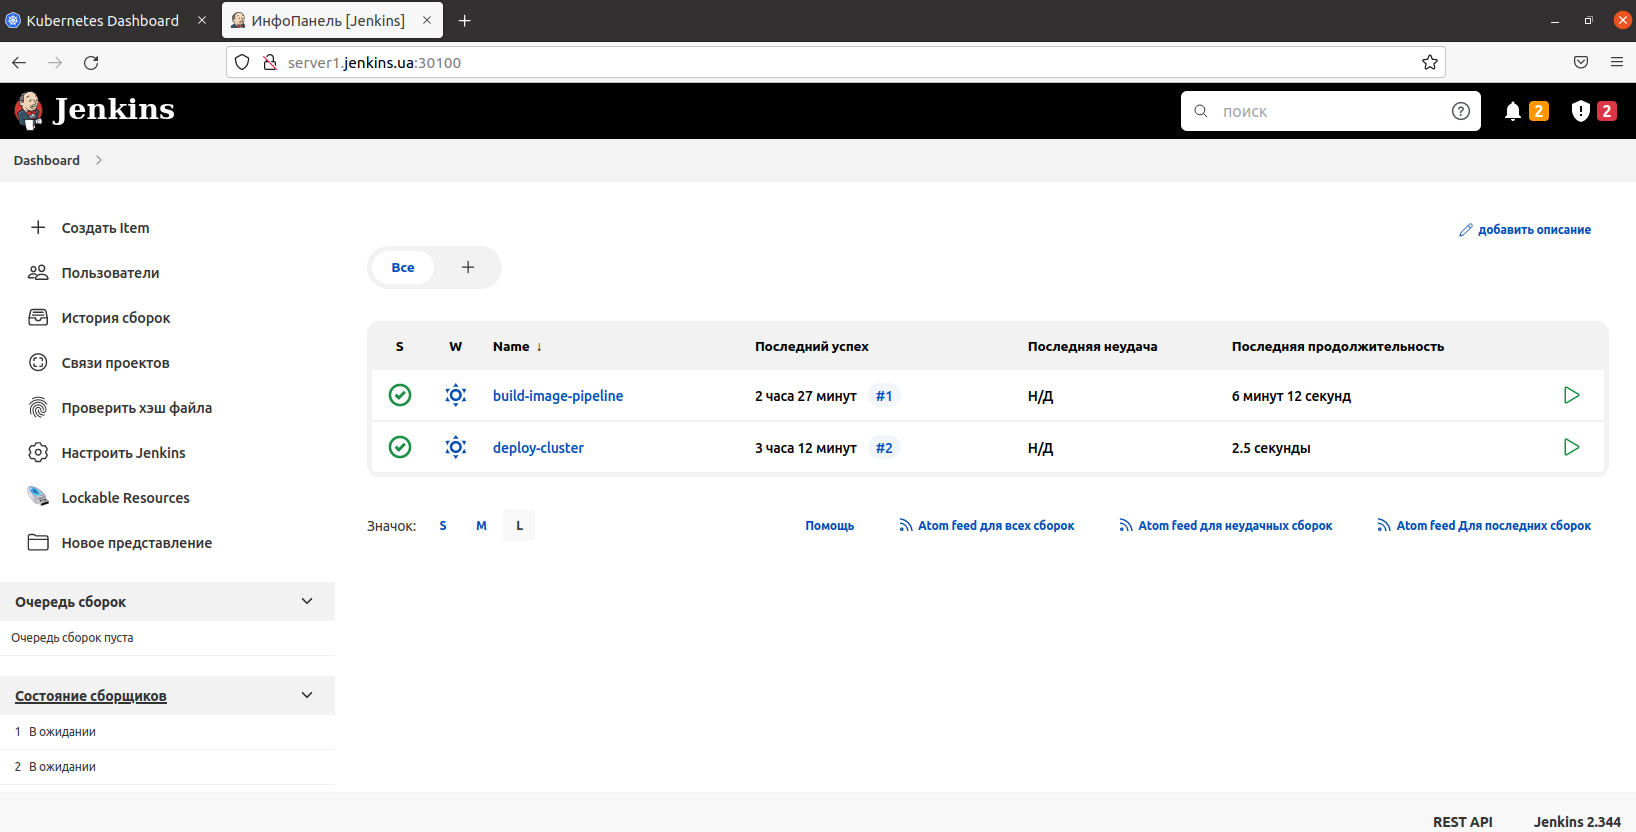 Kubernetes Dashboard
ИнфоПанель [Jenkins]
server1.jenkins.ua:30100
Jenkins
поиск
2
2
Dashboard
Создать Item
Пользователи
История сборок
Связи проектов
Проверить хэш файла
Настроить Jenkins
Lockable Resources
Новое представление
Очередь сборок
Очередь сборок пуста
Состояние сборщиков
1 В ожидании
2 В ожидании
добавить описание
Все
S W Name ↓ Последний успех Последняя неудача Последняя продолжительность
build-image-pipeline 2 часа 27 минут #1 Н/Д 6 минут 12 секунд
deploy-cluster 3 часа 12 минут #2 Н/Д 2.5 секунды
Значок: S M L Помощь Atom feed для всех сборок Atom feed для неудачных сборок Atom feed Для последних сборок
REST API Jenkins 2.344